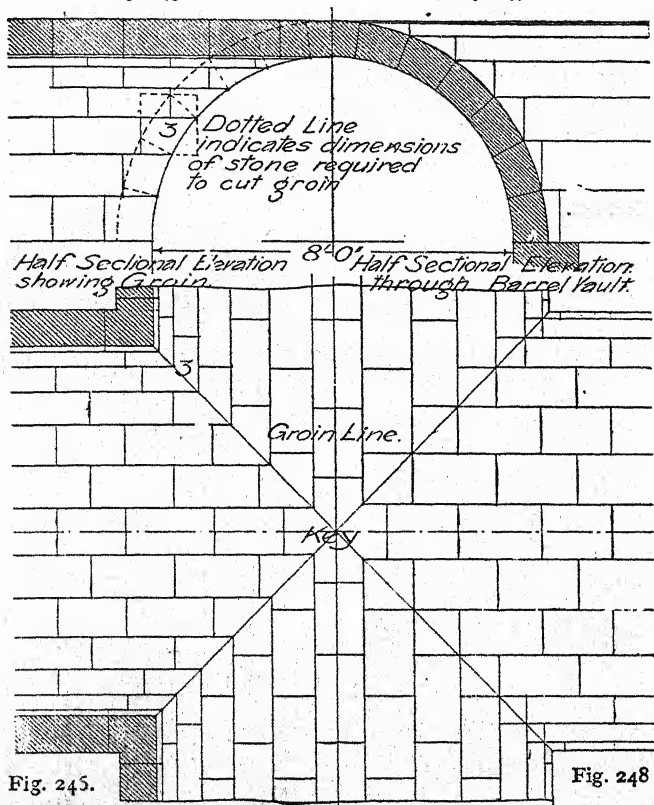 3
Dotted Line
indicates dimensions
of stone required
to cut groin
8'-0".
Half Sectional Elevation
showing Groin.
Half Sectional Elevation.
through Barrel Vault.
3
Groin Line.
Key
Fig. 245.
Fig. 248